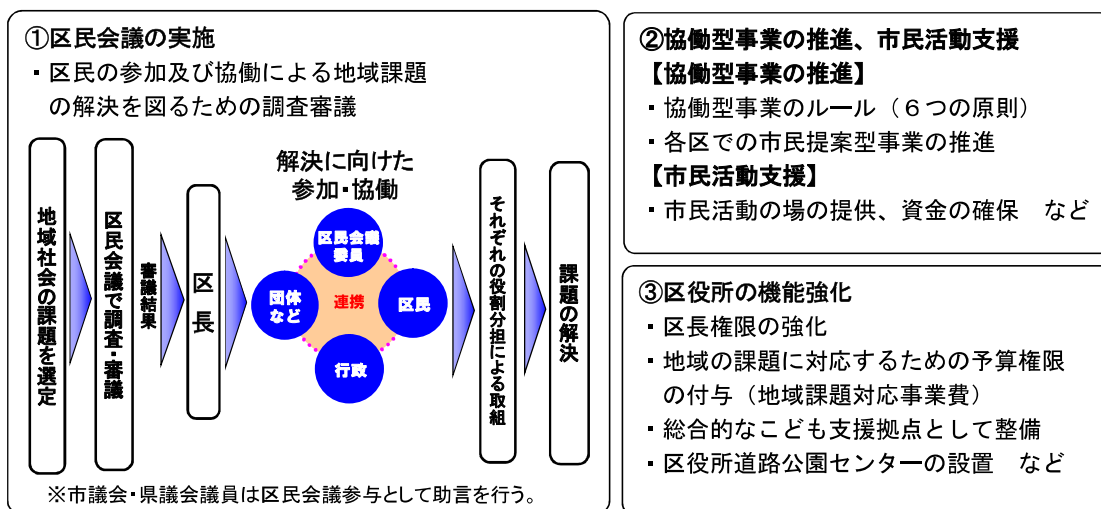 ①区民会議の実施
・区民の参加及び協働による地域課題
の解決を図るための調査審議
地域社会の課題を選定
区民会議で調査・審議
審議結果
区長
解決に向けた
参加・協働
区民会議
委員
団体
など
連携
区民
行政
それぞれの役割分担による取組
課題の解決
※市議会・県議会議員は区民会議参与として助言を行う。
②協働型事業の推進、市民活動支援
【協働型事業の推進】
・協働型事業のルール（６つの原則）
・各区での市民提案型事業の推進
【市民活動支援】
・市民活動の場の提供、資金の確保　など
③区役所の機能強化
・区長権限の強化
・地域の課題に対応するための予算権限
の付与（地域課題対応事業費）
・総合的なこども支援拠点として整備
・区役所道路公園センターの設置　など